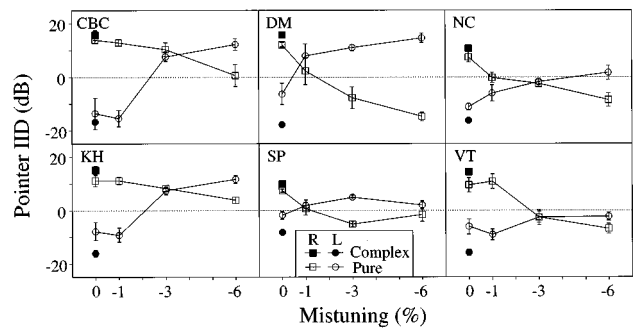 CBC DM NC
20
0
-20
KH SP VT
20
0
-20
Pointer IID (dB)
R L
Complex
Pure
0 -1 -3 -6 0 -1 -3 -6 0 -1 -3 -6
Mistuning (%)